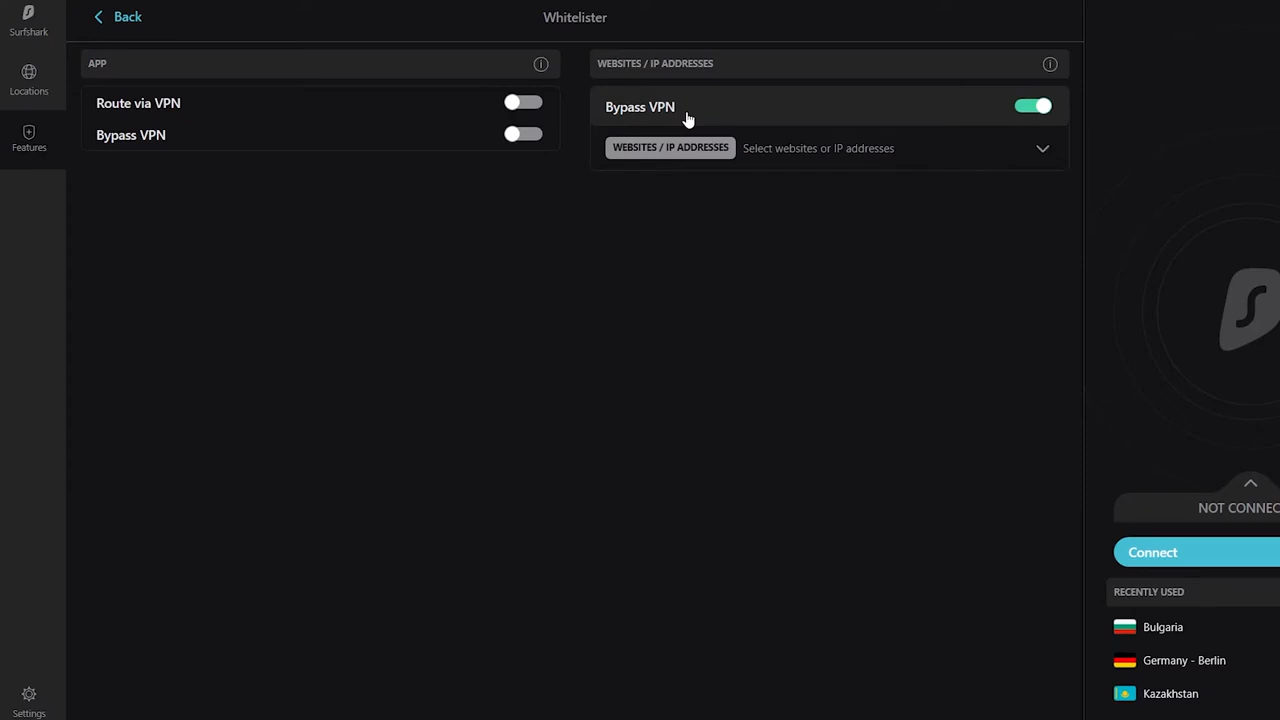 Surfshark
Locations
Features
Settings
Back
Whitelister
APP
Route via VPN
Bypass VPN
WEBSITES / IP ADDRESSES
Bypass VPN
WEBSITES / IP ADDRESSES Select websites or IP addresses
NOT CONNEC
Connect
RECENTLY USED
Bulgaria
Germany - Berlin
Kazakhstan